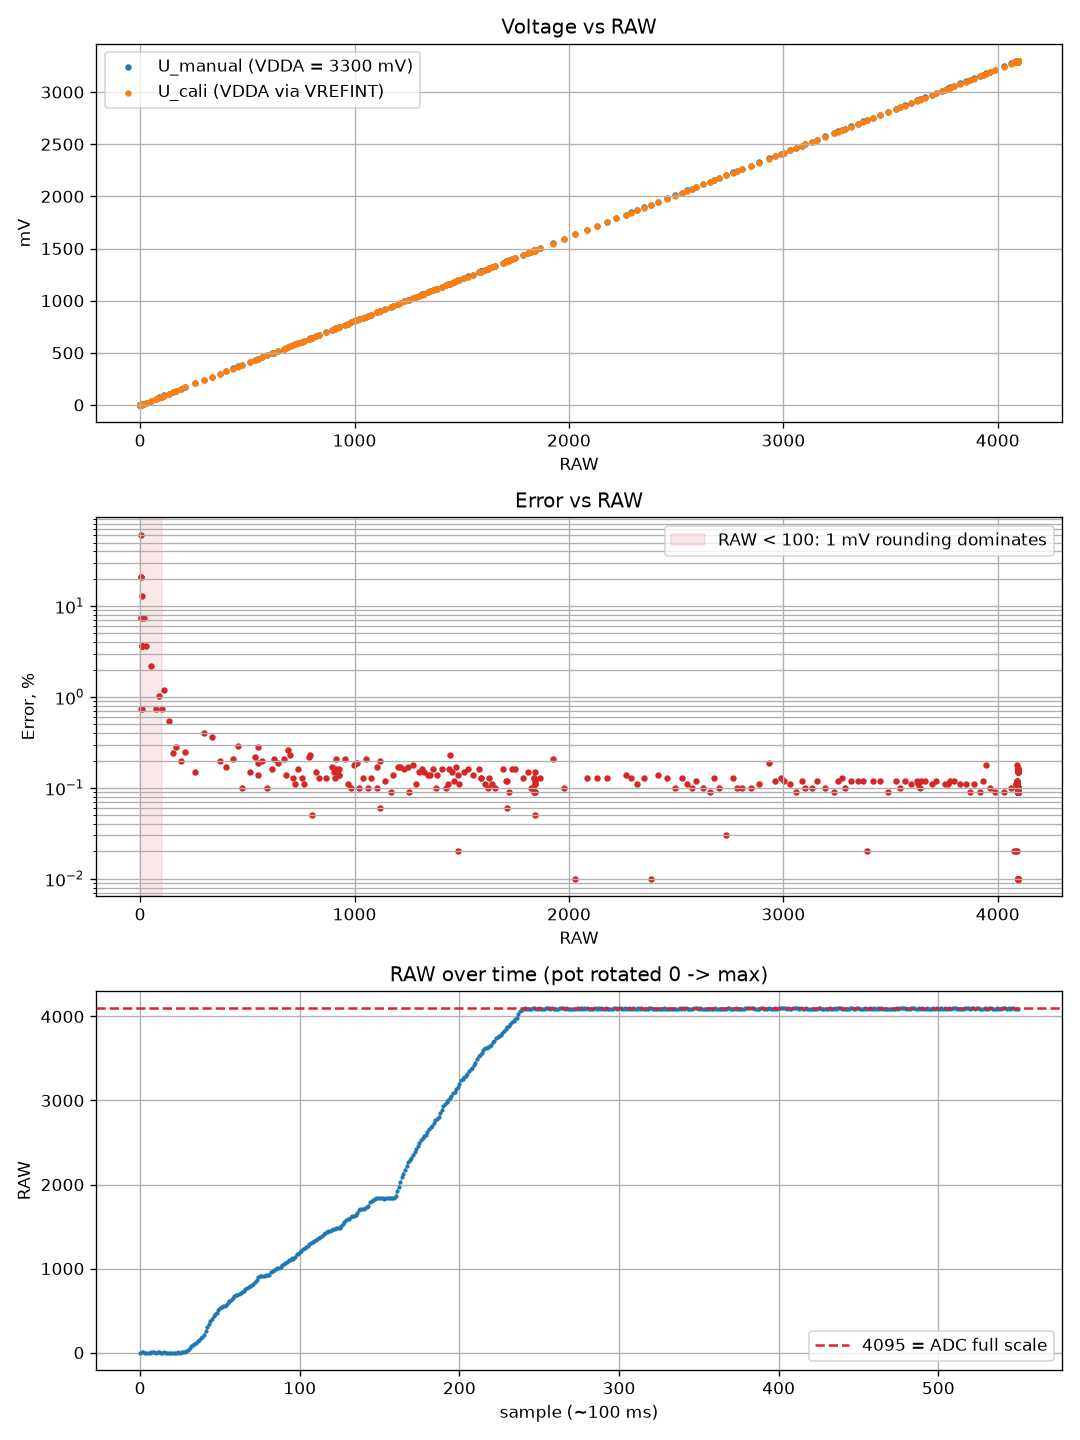 Voltage vs RAW
U_manual (VDDA = 3300 mV)
U_cali (VDDA via VREFINT)
3000
2500
2000
1500
1000
500
0
mV
0 1000 2000 3000 4000
RAW
Error vs RAW
RAW < 100: 1 mV rounding dominates
10¹
10⁰
10⁻¹
10⁻²
Error, %
0 1000 2000 3000 4000
RAW
RAW over time (pot rotated 0 -> max)
4000
3000
2000
1000
0
RAW
4095 = ADC full scale
0 100 200 300 400 500
sample (~100 ms)